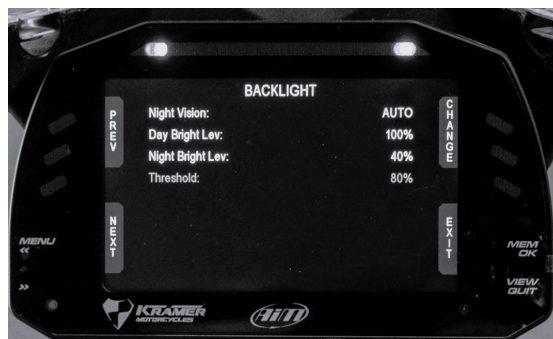 BACKLIGHT
PREV
CHANGE
Night Vision: AUTO
Day Bright Lev: 100%
Night Bright Lev: 40%
Threshold: 80%
NEXT
EXIT
MENU
<<
>>
MEM
OK
VIEW
QUIT
KRAMER
MOTORCYCLES
AiM